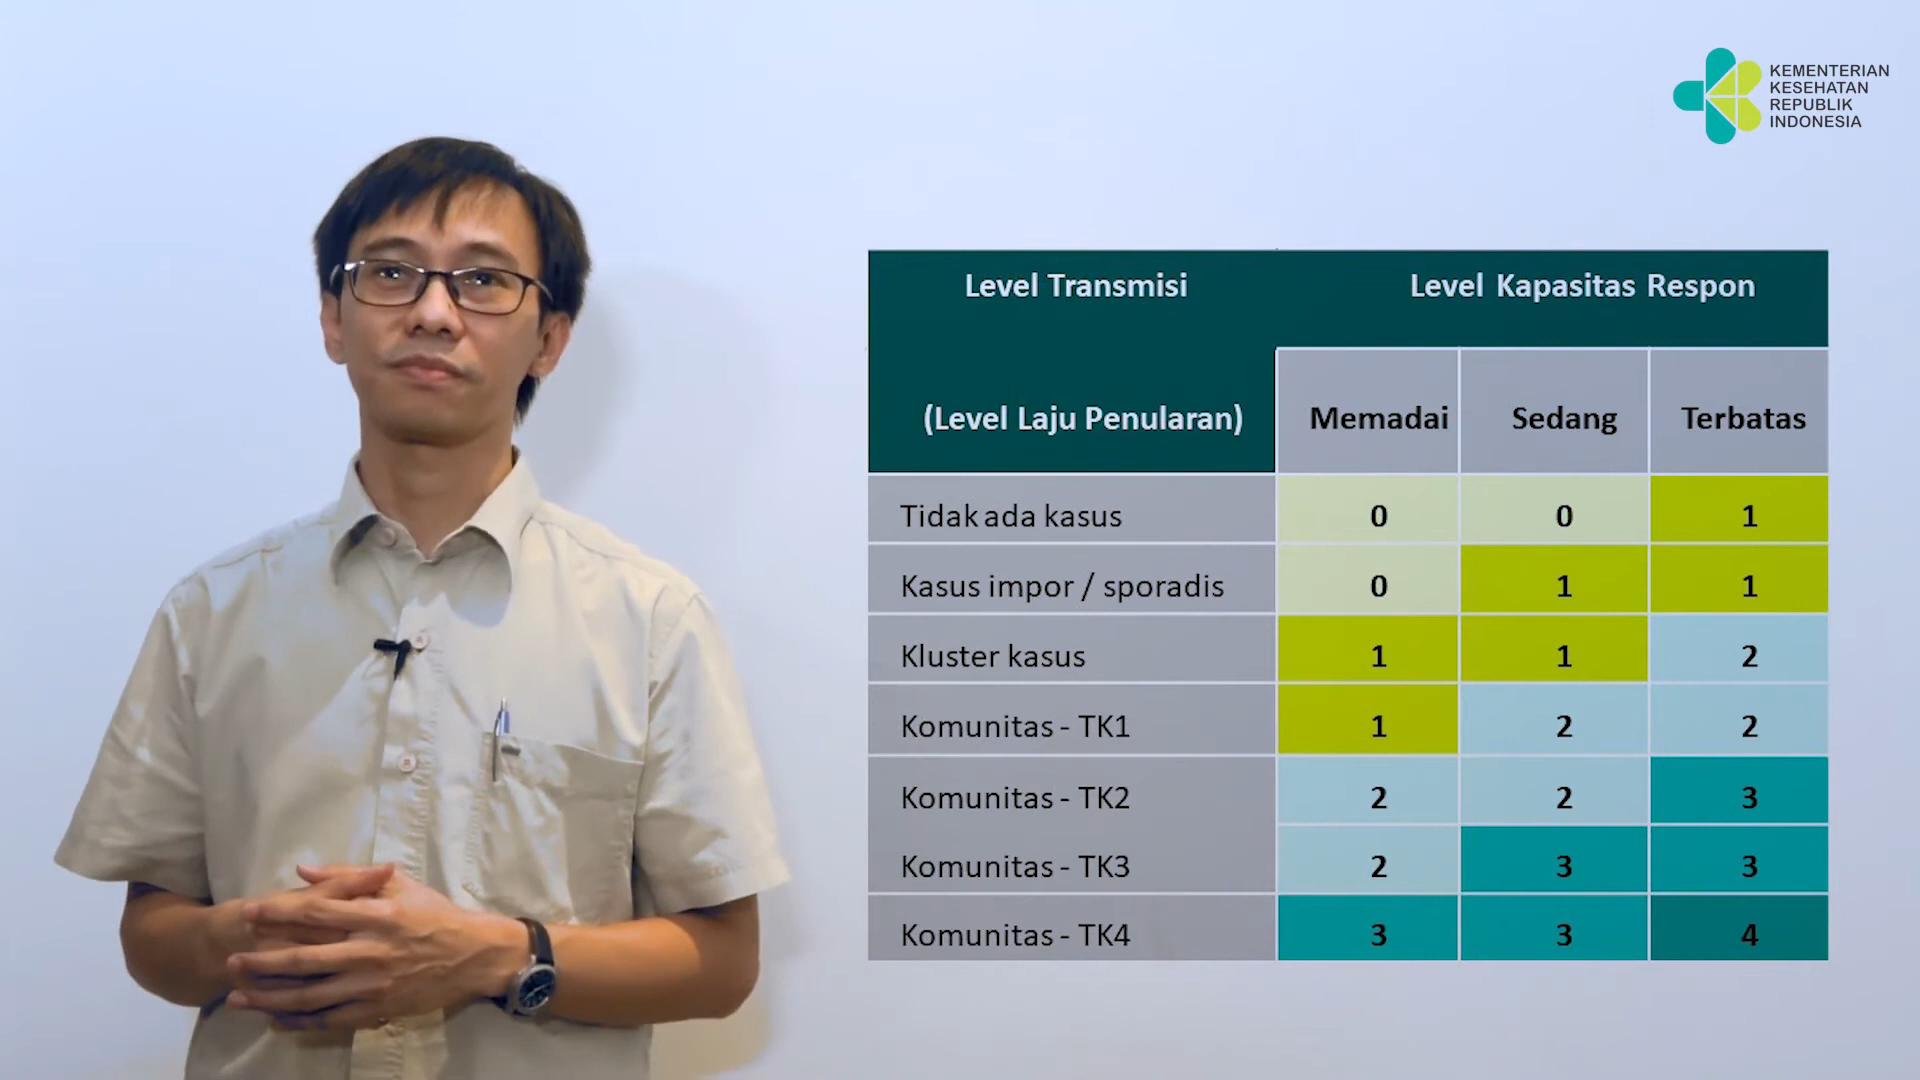 KEMENTERIAN
KESEHATAN
REPUBLIK
INDONESIA
Level Transmisi Level Kapasitas Respon
(Level Laju Penularan) Memadai Sedang Terbatas
Tidak ada kasus 0 0 1
Kasus impor / sporadis 0 1 1
Kluster kasus 1 1 2
Komunitas - TK1 1 2 2
Komunitas - TK2 2 2 3
Komunitas - TK3 2 3 3
Komunitas - TK4 3 3 4